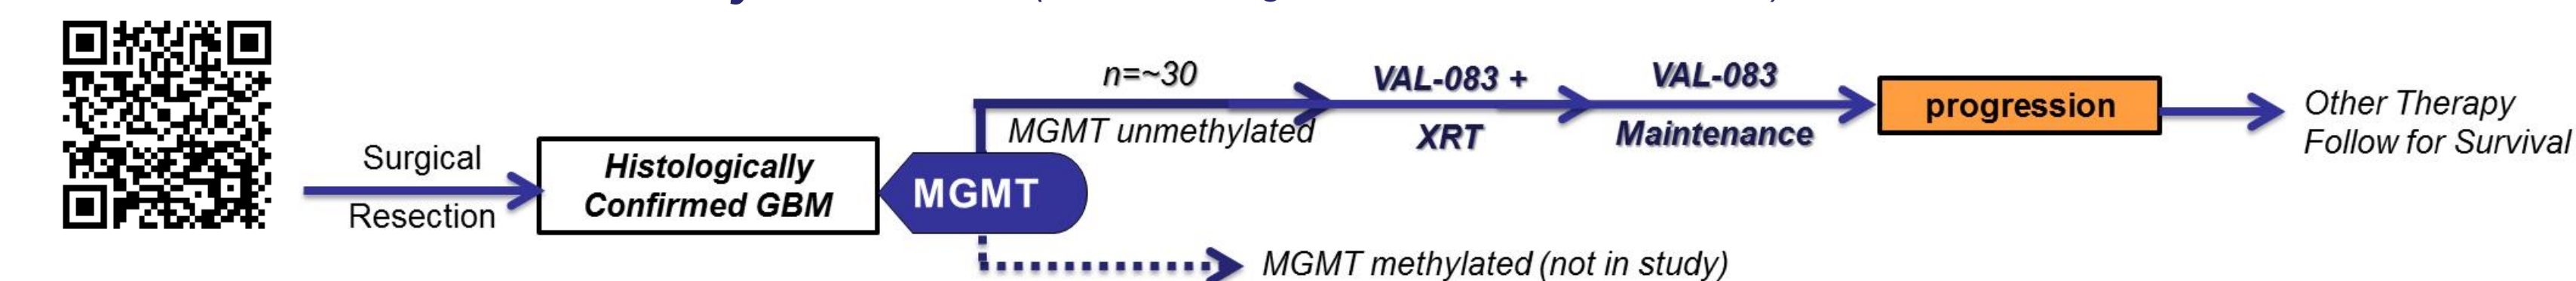 Surgical
Resection
Histologically
Confirmed GBM
MGMT
n=~30
MGMT unmethylated
VAL-083 +
XRT
VAL-083
Maintenance
progression
Other Therapy
Follow for Survival
MGMT methylated (not in study)